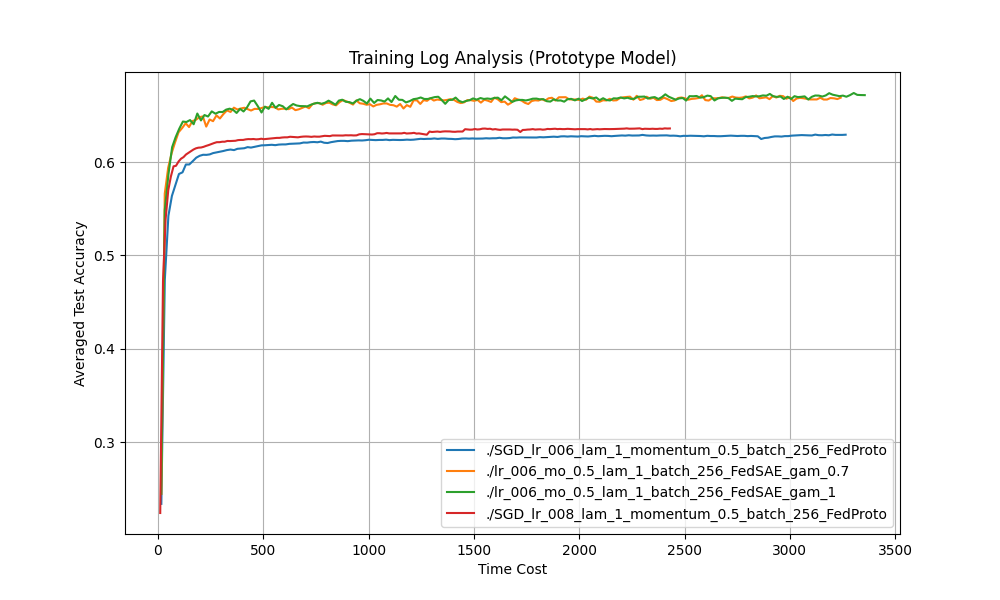 Training Log Analysis (Prototype Model)
Averaged Test Accuracy
0.6
0.5
0.4
0.3
./SGD_lr_006_lam_1_momentum_0.5_batch_256_FedProto
./lr_006_mo_0.5_lam_1_batch_256_FedSAE_gam_0.7
./lr_006_mo_0.5_lam_1_batch_256_FedSAE_gam_1
./SGD_lr_008_lam_1_momentum_0.5_batch_256_FedProto
0 500 1000 1500 2000 2500 3000 3500
Time Cost